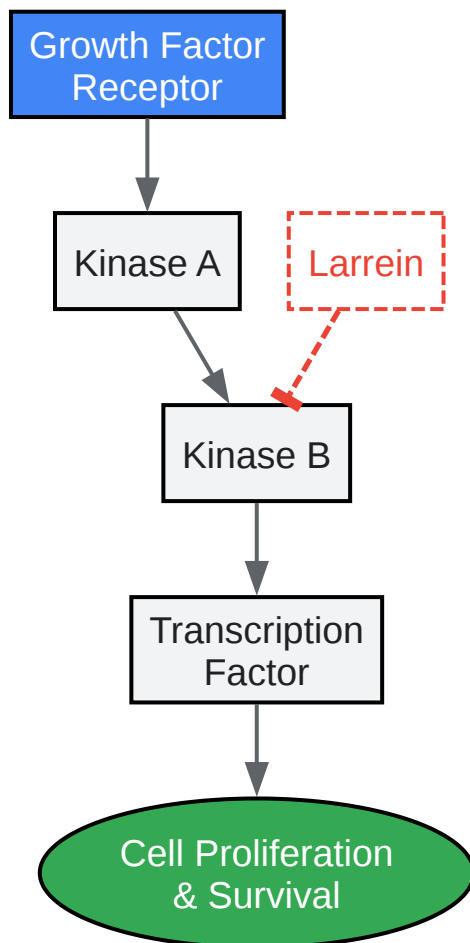 Growth Factor
Receptor
Kinase A
Larrein
Kinase B
Transcription
Factor
Cell Proliferation
& Survival